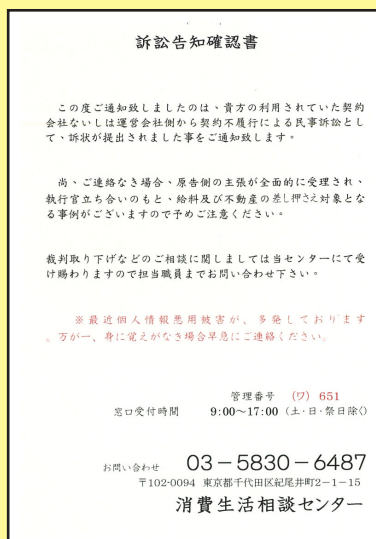 訴訟告知確認書
この度ご通知致しましたのは、貴方の利用されていた契約
会社ないしは運営会社側から契約不履行による民事訴訟とし
て、訴状が提出されました事をご通知致します。
尚、ご連絡なき場合、原告側の主張が全面的に受理され、
執行官立ち合いのもと、給料及び不動産の差し押さえ対象とな
る事例がございますので予めご注意ください。
裁判取り下げなどのご相談に関しましては当センターにて受
け賜わりますので担当職員までお問い合わせ下さい。
※最近個人情報悪用被害が、多発しております
。万が一、身に覚えがなき場合早急にご連絡ください。
管理番号 (ワ) 651
窓口受付時間 9:00〜17:00 (土・日・祭日除く)
お問い合わせ 03−5830−6487
〒102-0094 東京都千代田区紀尾井町2−1−15
消費生活相談センター